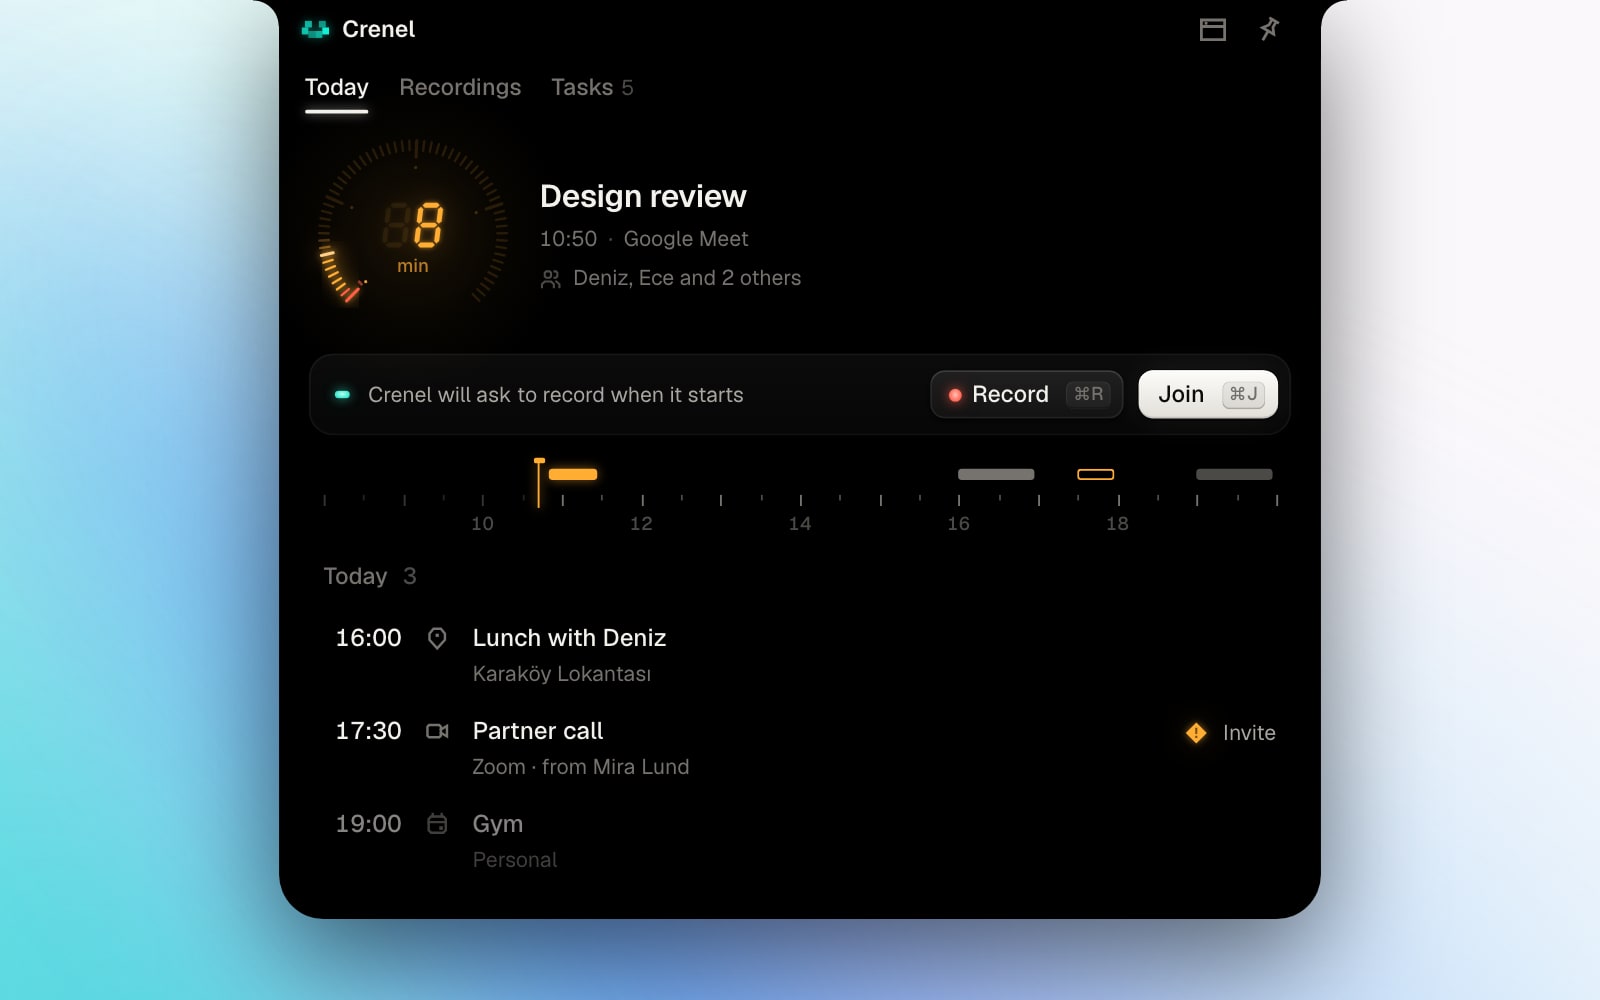 Crenel
Today Recordings Tasks 5
8
min
Design review
10:50 · Google Meet
Deniz, Ece and 2 others
Crenel will ask to record when it starts
Record ⌘R
Join ⌘J
10 12 14 16 18
Today 3
16:00 Lunch with Deniz
Karaköy Lokantası
17:30 Partner call
Invite
Zoom · from Mira Lund
19:00 Gym
Personal